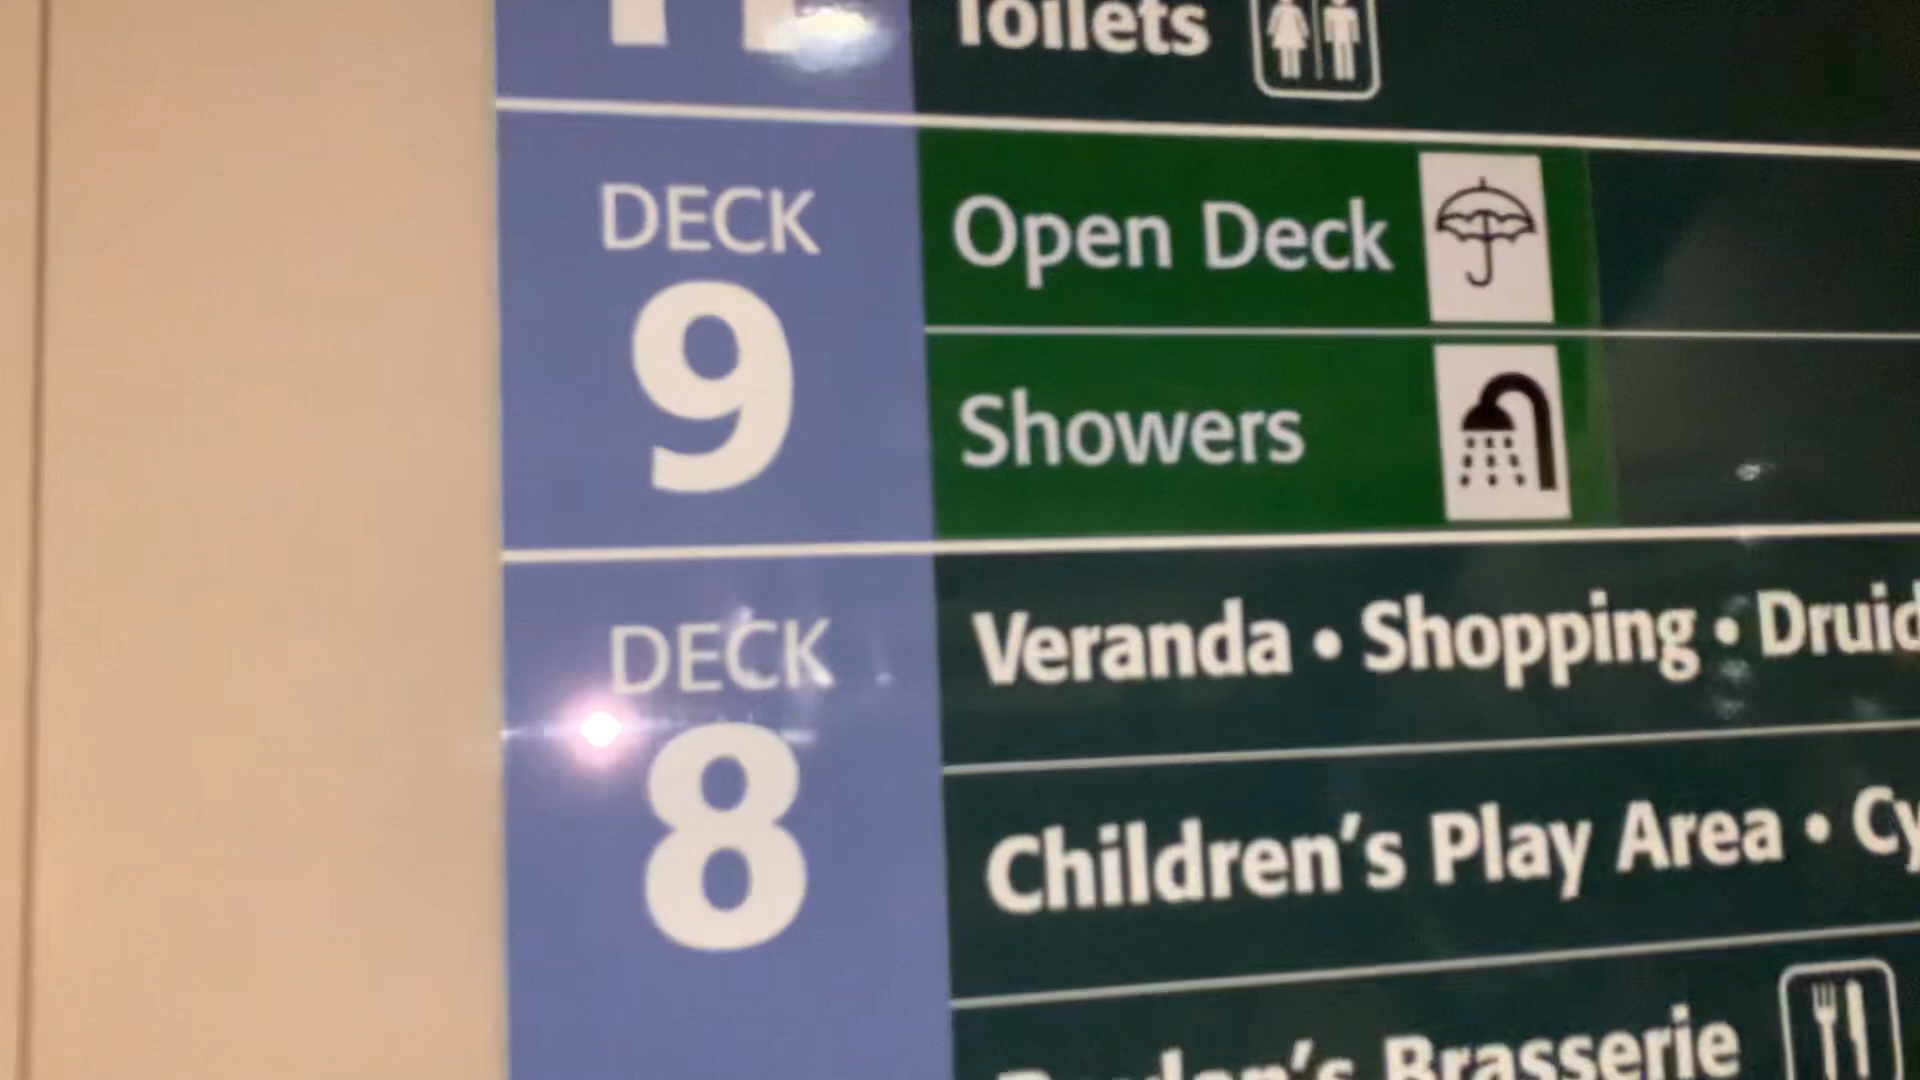 Toilets
DECK
9
Open Deck
Showers
DECK
8
Veranda • Shopping • Druid
Children's Play Area • Cy
Brasserie